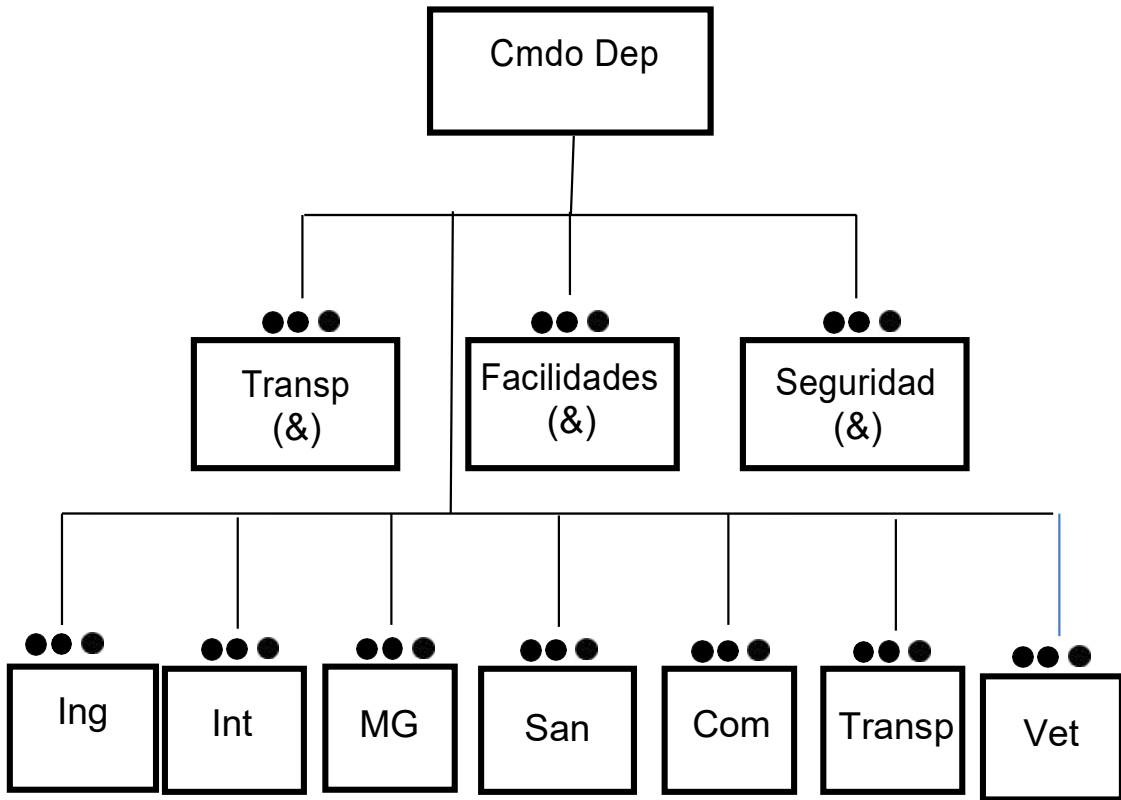 Cmdo Dep
Transp
(&)
Facilidades
(&)
Seguridad
(&)
Ing
Int
MG
San
Com
Transp
Vet